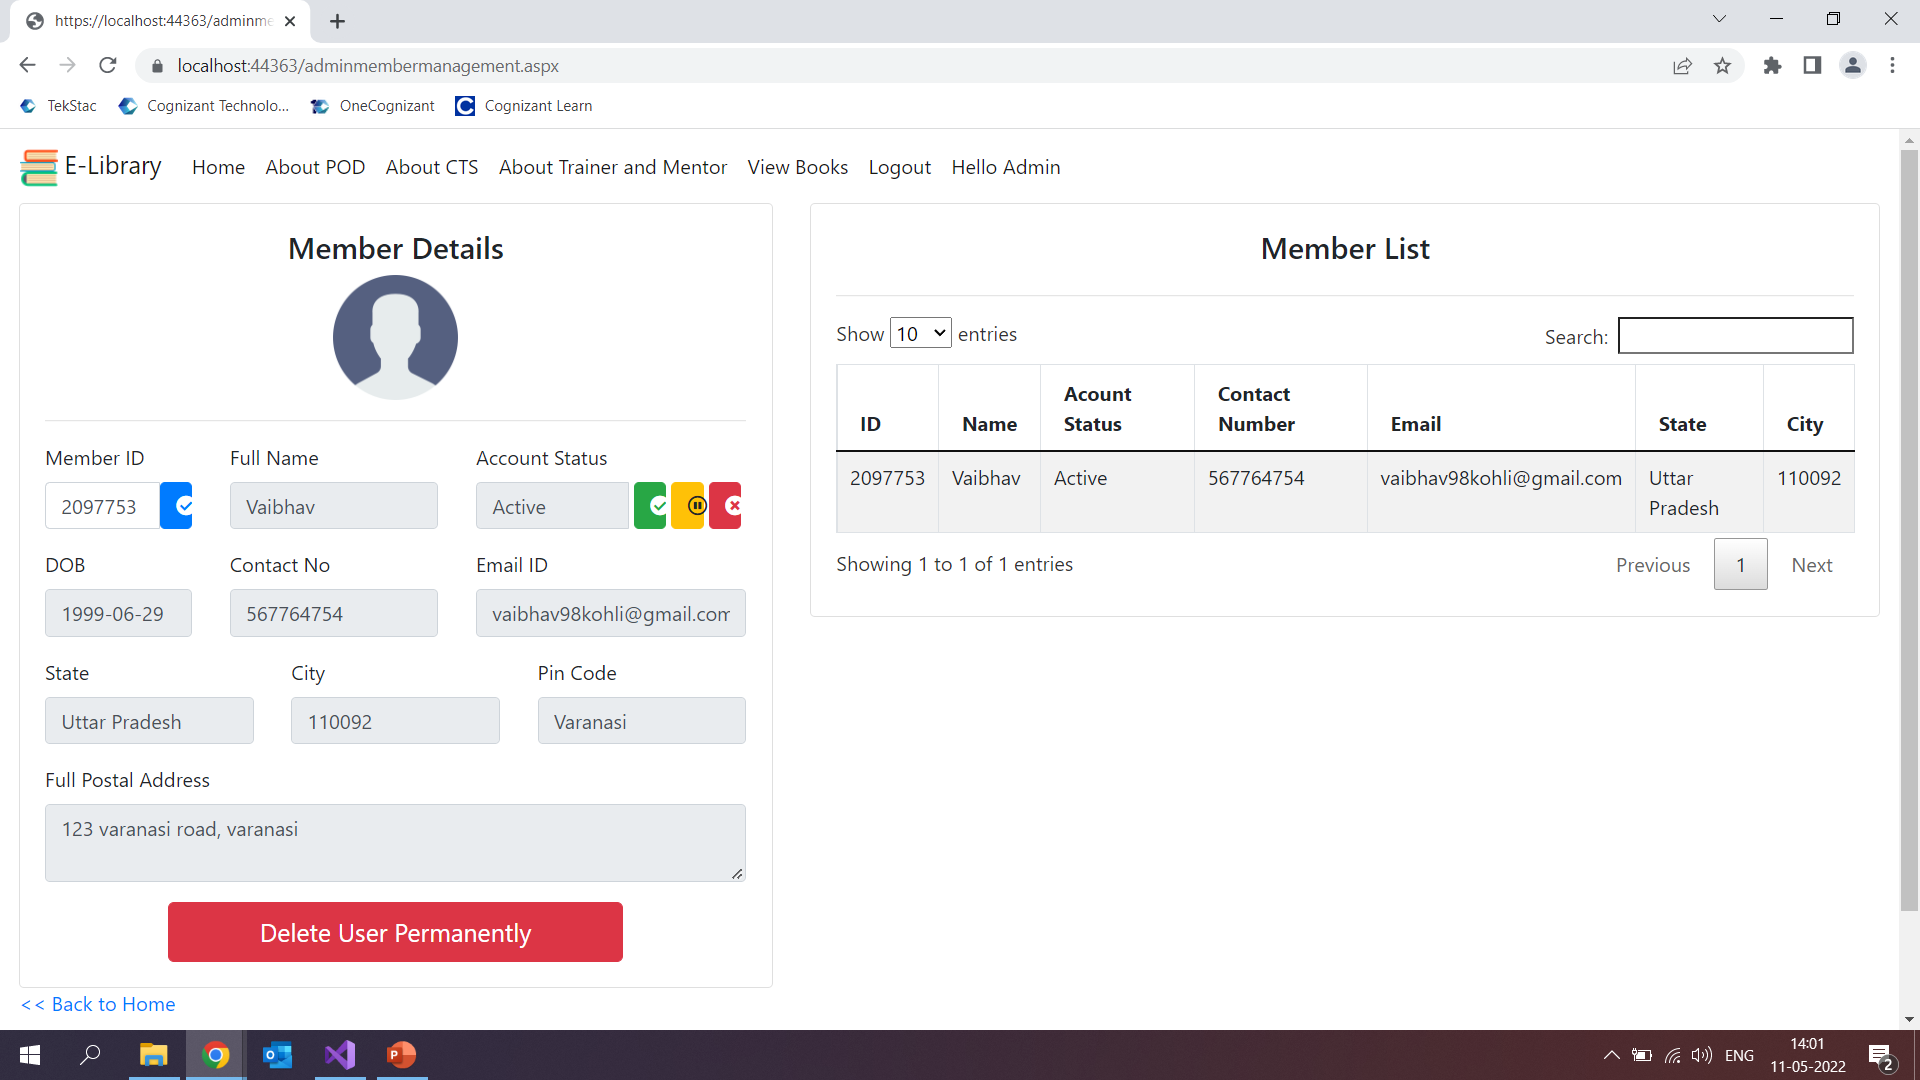 https://localhost:44363/adminme
localhost:44363/adminmembermanagement.aspx
TekStac
Cognizant Technolo...
OneCognizant
Cognizant Learn
E-Library
Home
About POD
About CTS
About Trainer and Mentor
View Books
Logout
Hello Admin
Member Details
Member ID
Full Name
Account Status
2097753
Vaibhav
Active
DOB
Contact No
Email ID
1999-06-29
567764754
vaibhav98kohli@gmail.com
State
City
Pin Code
Uttar Pradesh
110092
Varanasi
Full Postal Address
123 varanasi road, varanasi
Delete User Permanently
<< Back to Home
Member List
Show 10 entries
Search:
ID
Name
Acount
Status
Contact
Number
Email
State
City
2097753
Vaibhav
Active
567764754
vaibhav98kohli@gmail.com
Uttar
Pradesh
110092
Showing 1 to 1 of 1 entries
Previous
1
Next
ENG
14:01
11-05-2022
2